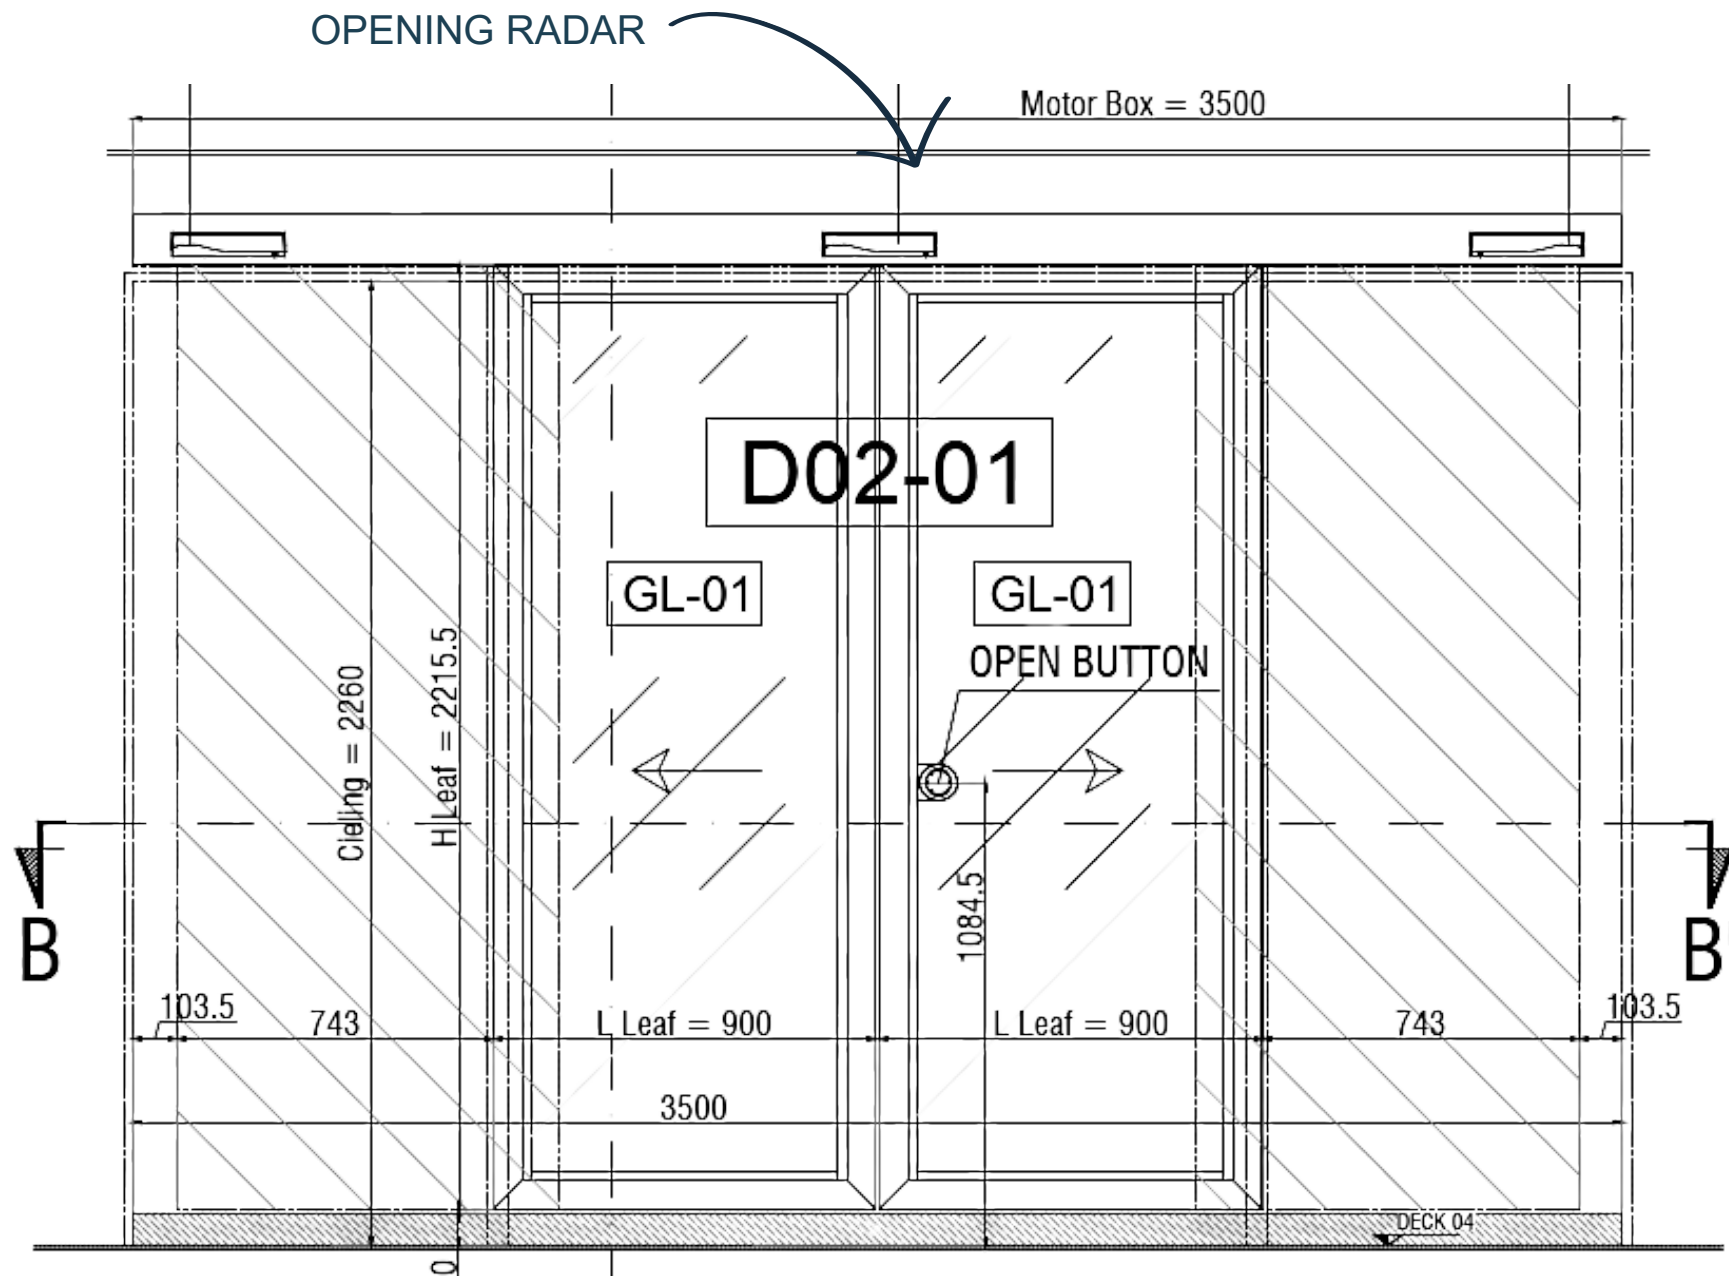 OPENING RADAR
Motor Box = 3500
D02-01
GL-01
GL-01
OPEN BUTTON
Cieling = 2260
H Leaf = 2215.5
1084.5
B
B
103.5
743
L Leaf = 900
L Leaf = 900
743
103.5
3500
DECK 04
0